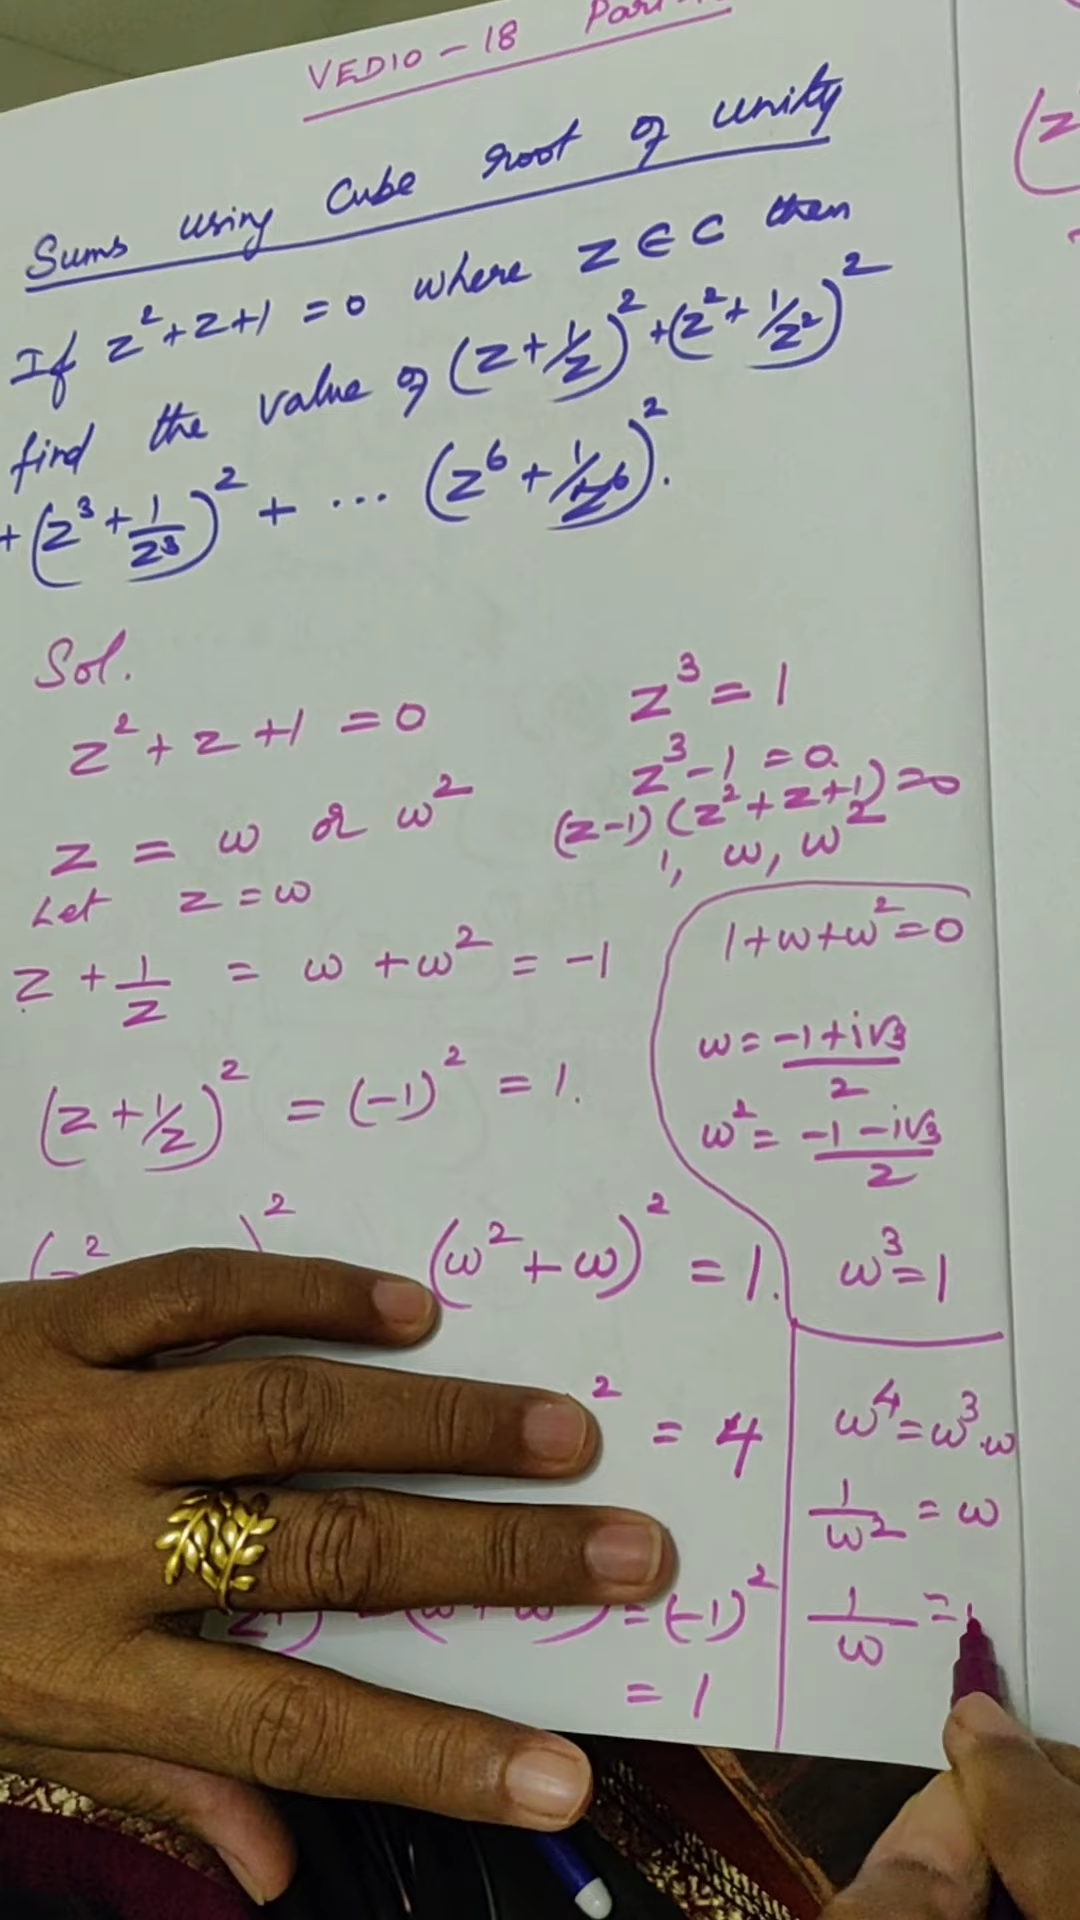 VEDIO - 18 Part
Sums using Cube root of unity
If z² + z + 1 = 0 where z ∈ C then
find the value of (z + 1/z)² + (z² + 1/z²)²
+ (z³ + 1/z³)² + ... (z⁶ + 1/z⁶)².
Sol.
z² + z + 1 = 0
z = ω or ω²
Let z = ω
z + 1/z = ω + ω² = -1
(z + 1/z)² = (-1)² = 1.
(ω² + ω)² = 1.
² = 4
= (-1)²
= 1
z³ = 1
z³ - 1 = 0
(z-1)(z² + z + 1) = 0
1, ω, ω²
1 + ω + ω² = 0
ω = -1 + i√3 / 2
ω² = -1 - i√3 / 2
ω³ = 1
ω⁴ = ω³.ω
1/ω² = ω
1/ω =
(z